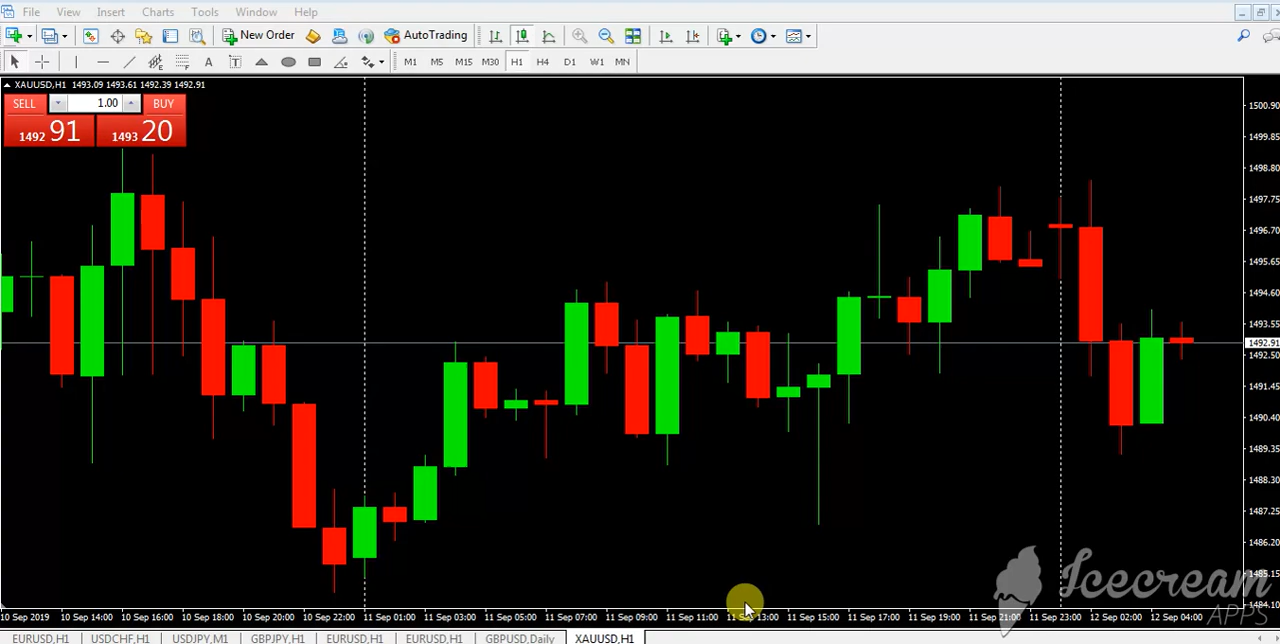 File View Insert Charts Tools Window Help
New Order AutoTrading
A T M1 M5 M15 M30 H1 H4 D1 W1 MN
XAUUSD,H1 1493.09 1493.61 1492.39 1492.91
SELL 1.00 BUY
1492 91 1493 20
1500.90
1499.85
1498.80
1497.75
1496.70
1495.65
1494.60
1493.55
1492.91
1492.50
1491.45
1490.40
1489.35
1488.30
1487.25
1486.20
1485.15
1484.10
Icecream
APPS
10 Sep 2019 10 Sep 14:00 10 Sep 16:00 10 Sep 18:00 10 Sep 20:00 10 Sep 22:00 11 Sep 01:00 11 Sep 03:00 11 Sep 05:00 11 Sep 07:00 11 Sep 09:00 11 Sep 11:00 11 Sep 13:00 11 Sep 15:00 11 Sep 17:00 11 Sep 19:00 11 Sep 21:00 11 Sep 23:00 12 Sep 02:00 12 Sep 04:00
EURUSD,H1 USDCHF,H1 USDJPY,M1 GBPJPY,H1 EURUSD,H1 EURUSD,H1 GBPUSD,Daily XAUUSD,H1